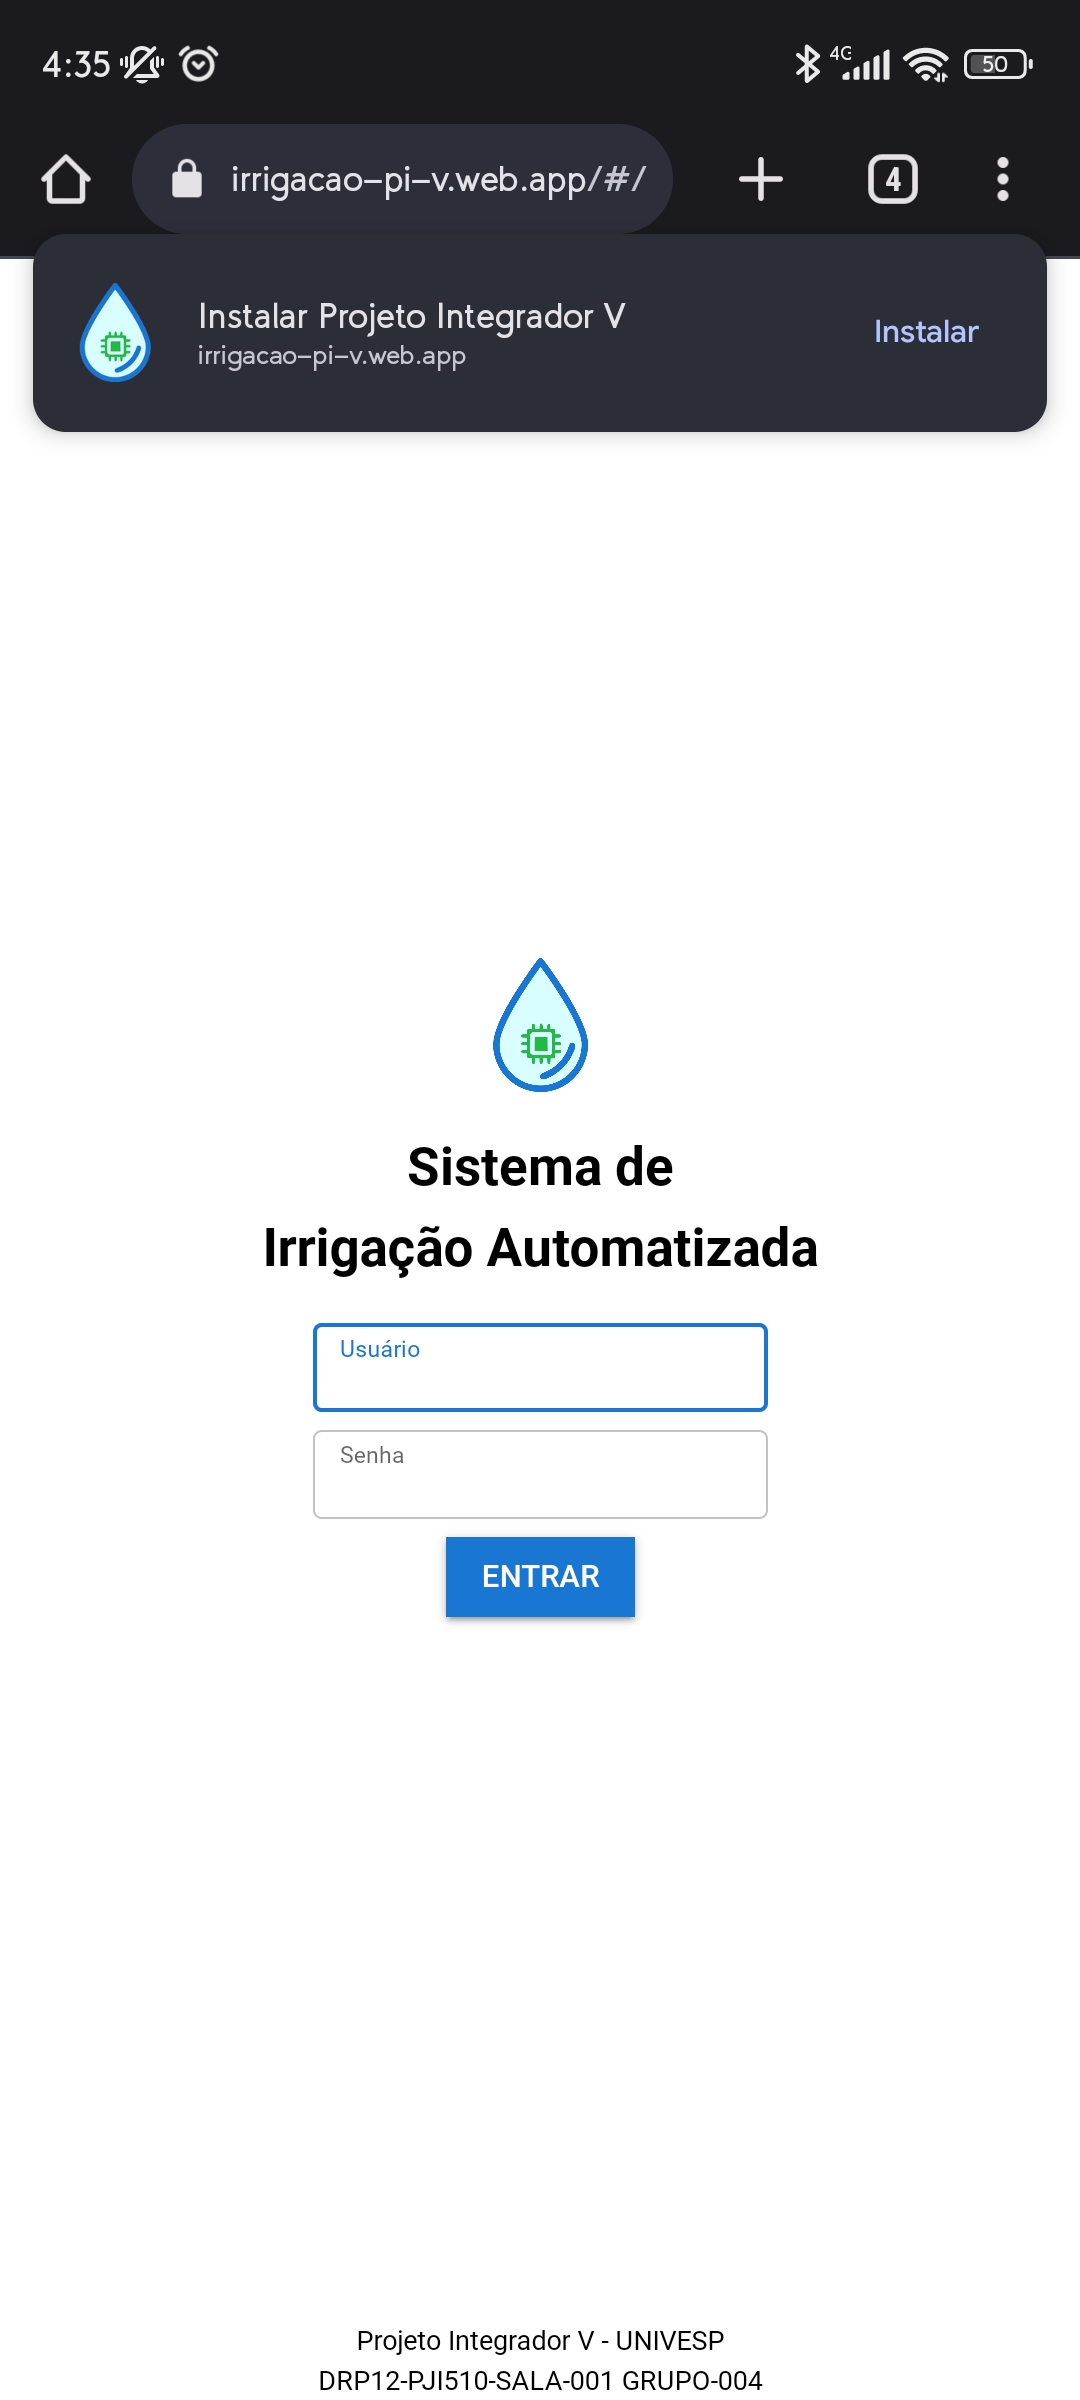 4:35
4G
50
irrigacao-pi-v.web.app/#/
4
Instalar Projeto Integrador V
irrigacao-pi-v.web.app
Instalar
Sistema de
Irrigação Automatizada
Usuário
Senha
ENTRAR
Projeto Integrador V - UNIVESP
DRP12-PJI510-SALA-001 GRUPO-004